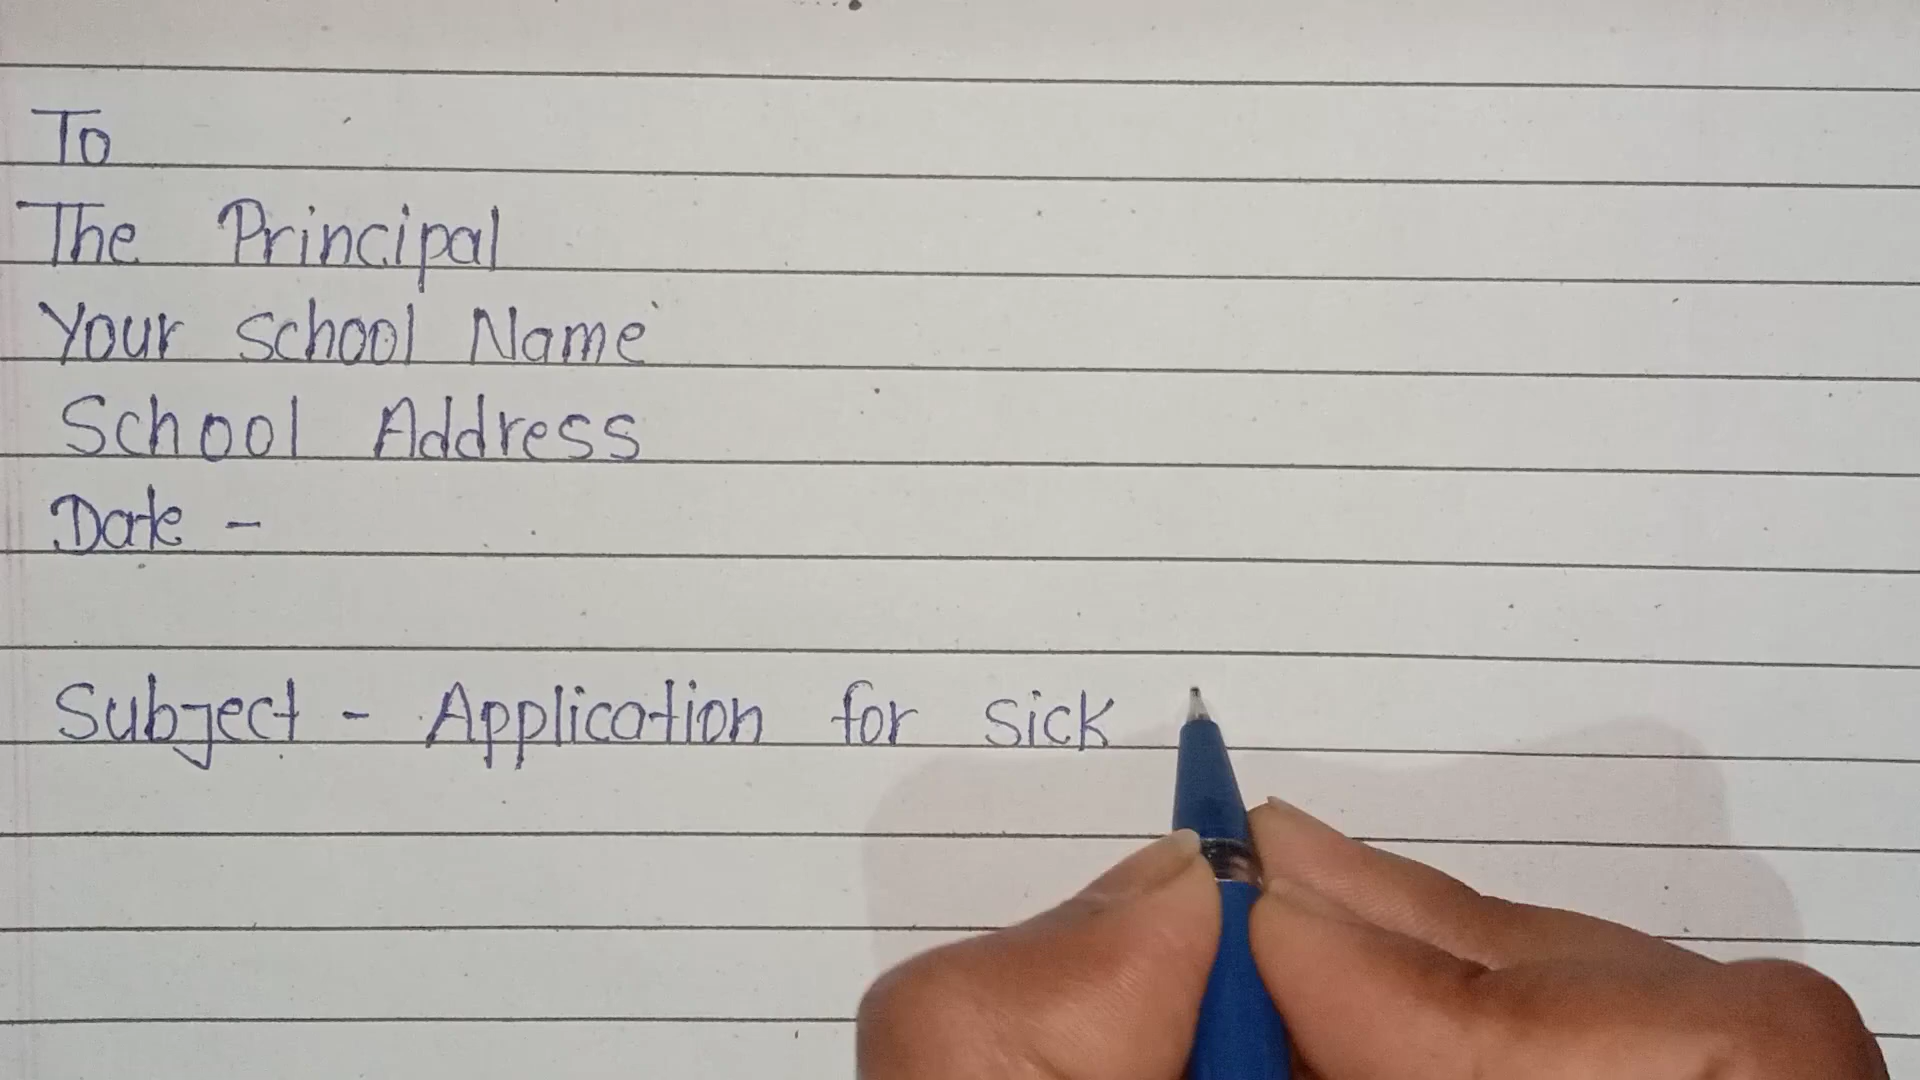 To
The Principal
Your School Name
School Address
Date -
Subject - Application for sick